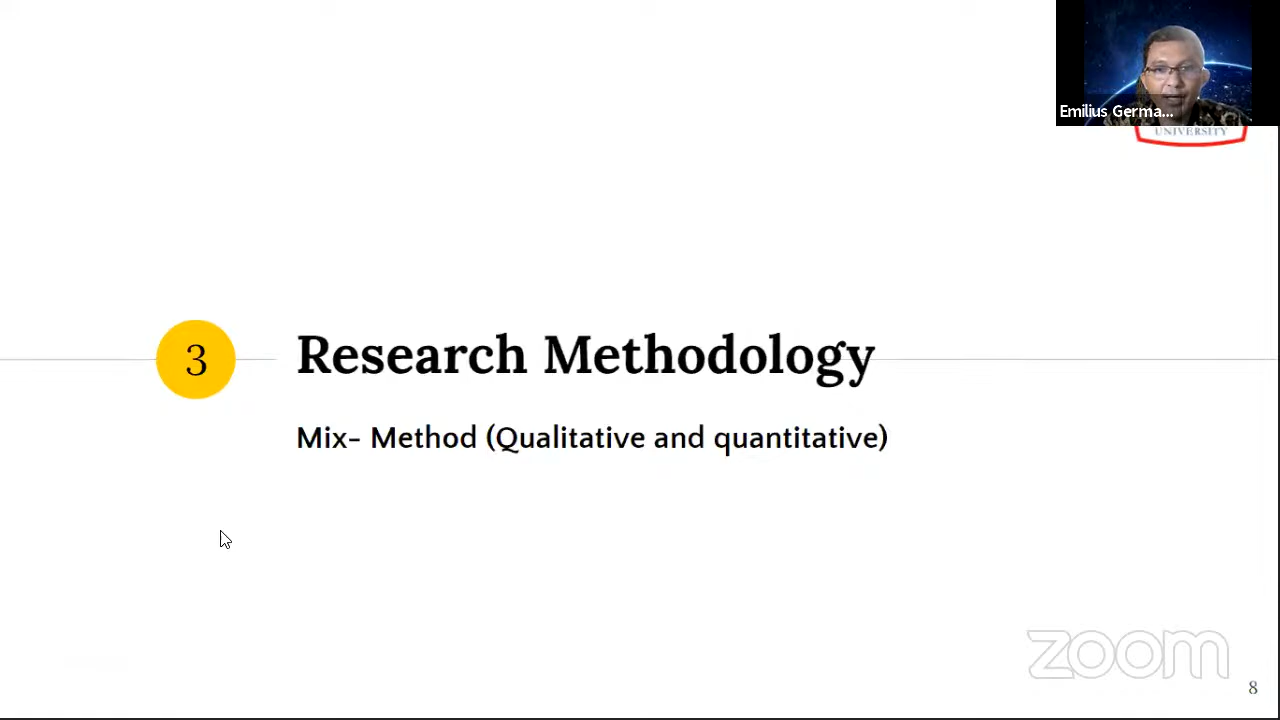 Emilius Germa...
UNIVERSITY
3
Research Methodology
Mix- Method (Qualitative and quantitative)
zoom
8